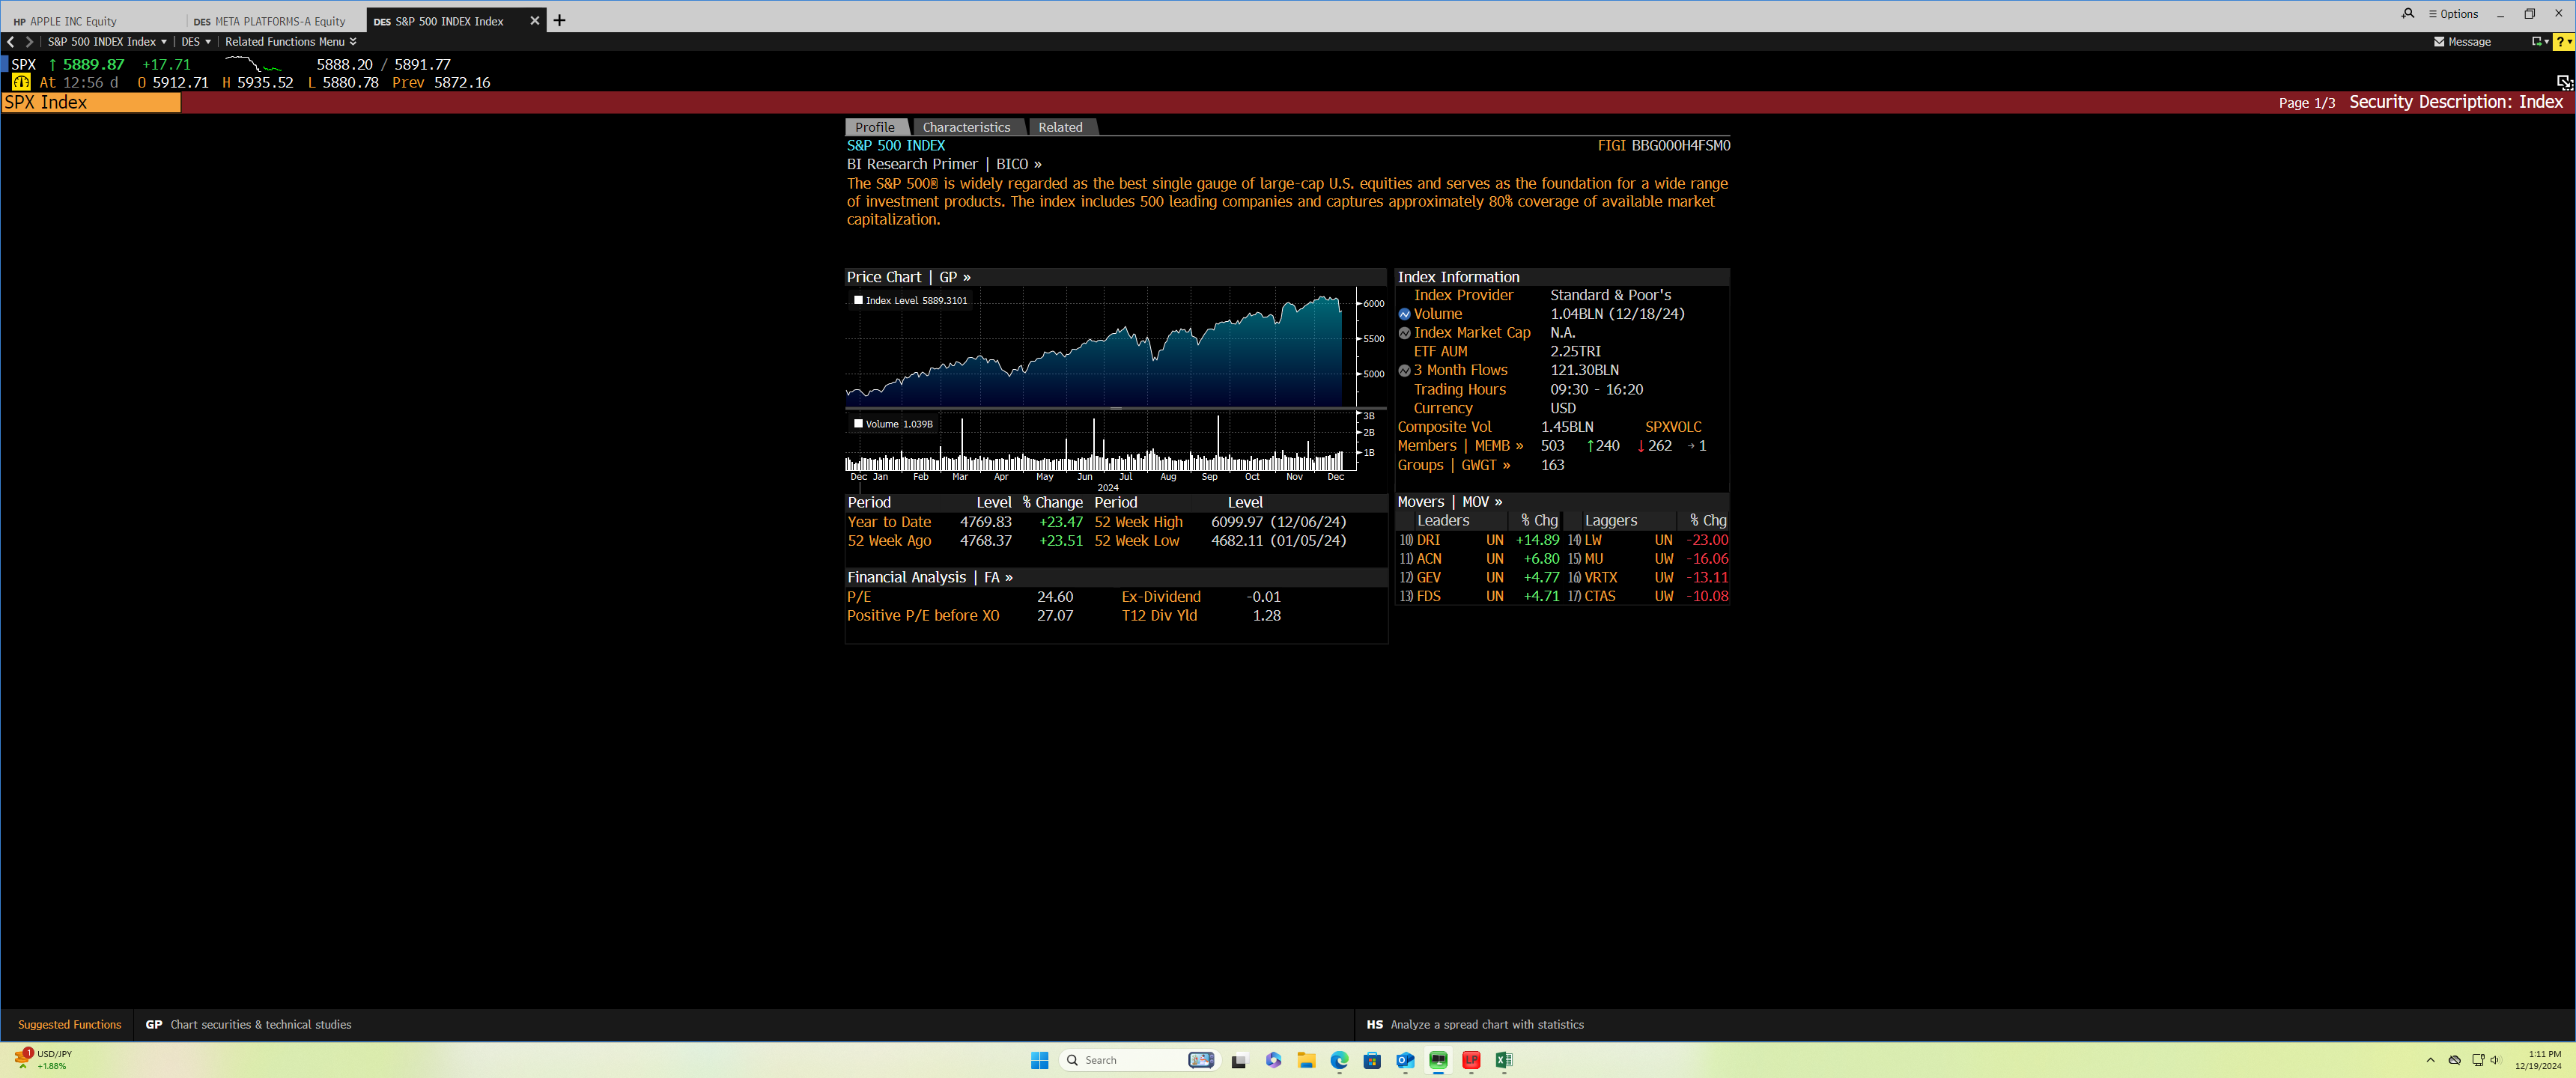 HP APPLE INC Equity DES META PLATFORMS-A Equity DES S&P 500 INDEX Index Options
S&P 500 INDEX Index DES Related Functions Menu Message ?
SPX ↑ 5889.87 +17.71 5888.20 / 5891.77
At 12:56 d O 5912.71 H 5935.52 L 5880.78 Prev 5872.16
SPX Index Page 1/3 Security Description: Index
Profile Characteristics Related
S&P 500 INDEX FIGI BBG000H4FSM0
BI Research Primer | BICO »
The S&P 500® is widely regarded as the best single gauge of large-cap U.S. equities and serves as the foundation for a wide range
of investment products. The index includes 500 leading companies and captures approximately 80% coverage of available market
capitalization.
Price Chart | GP »
Index Level 5889.3101
6000
5500
5000
Volume 1.039B
3B
2B
1B
Dec Jan Feb Mar Apr May Jun Jul Aug Sep Oct Nov Dec
2024
Period Level % Change Period Level
Year to Date 4769.83 +23.47 52 Week High 6099.97 (12/06/24)
52 Week Ago 4768.37 +23.51 52 Week Low 4682.11 (01/05/24)
Financial Analysis | FA »
P/E 24.60 Ex-Dividend -0.01
Positive P/E before XO 27.07 T12 Div Yld 1.28
Index Information
Index Provider Standard & Poor's
Volume 1.04BLN (12/18/24)
Index Market Cap N.A.
ETF AUM 2.25TRI
3 Month Flows 121.30BLN
Trading Hours 09:30 - 16:20
Currency USD
Composite Vol 1.45BLN SPXVOLC
Members | MEMB » 503 ↑240 ↓262 →1
Groups | GWGT » 163
Movers | MOV »
Leaders % Chg Laggers % Chg
10) DRI UN +14.89 14) LW UN -23.00
11) ACN UN +6.80 15) MU UW -16.06
12) GEV UN +4.77 16) VRTX UW -13.11
13) FDS UN +4.71 17) CTAS UW -10.08
Suggested Functions GP Chart securities & technical studies HS Analyze a spread chart with statistics
1 USD/JPY
+1.88%
Search
LP
1:11 PM
12/19/2024